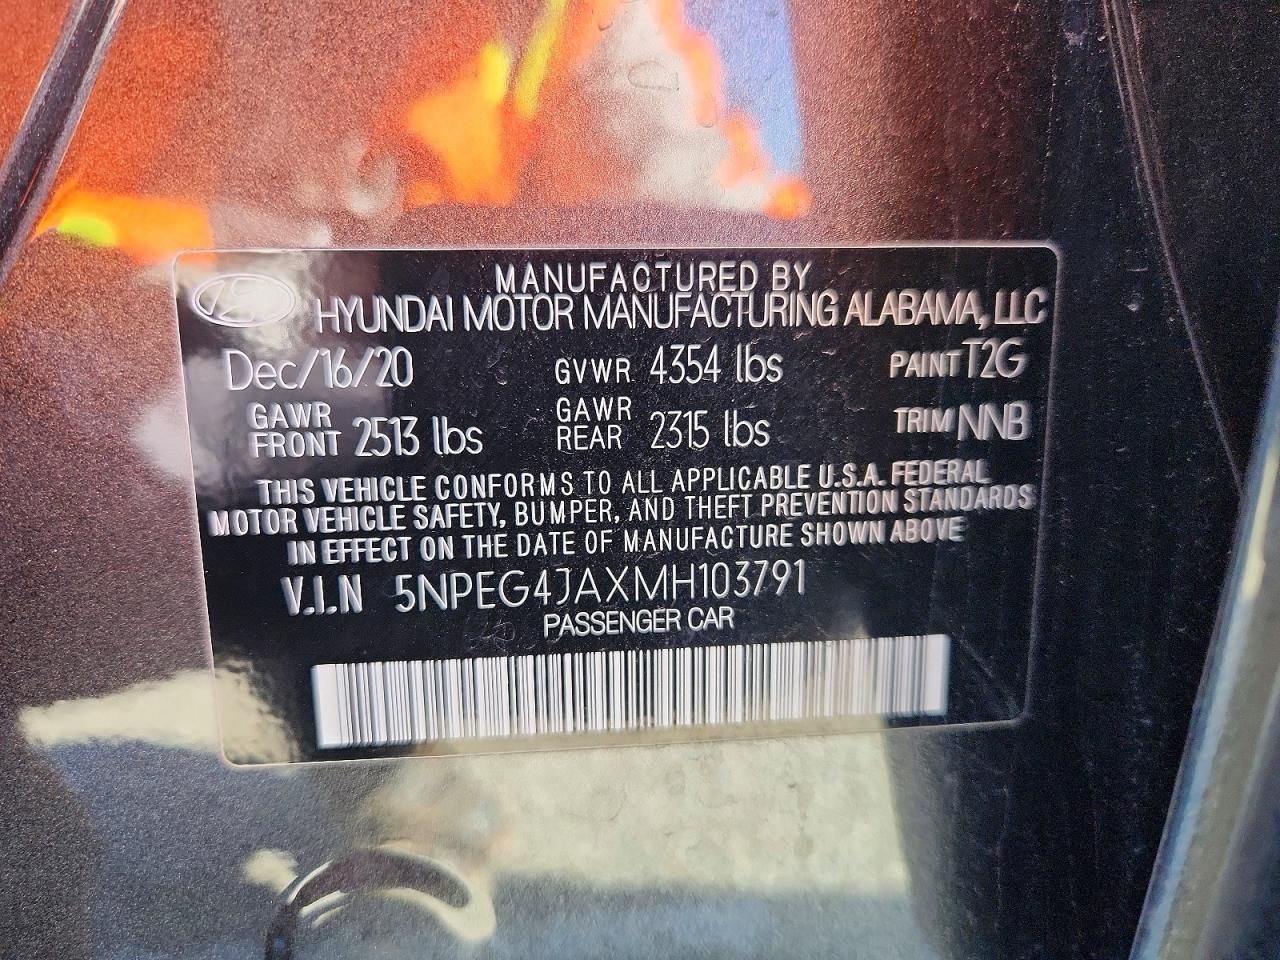 MANUFACTURED BY
HYUNDAI MOTOR MANUFACTURING ALABAMA, LLC
Dec/16/20 GVWR 4354 lbs PAINT T2G
GAWR FRONT 2513 lbs GAWR REAR 2315 lbs TRIM NNB
THIS VEHICLE CONFORMS TO ALL APPLICABLE U.S.A. FEDERAL
MOTOR VEHICLE SAFETY, BUMPER, AND THEFT PREVENTION STANDARDS
IN EFFECT ON THE DATE OF MANUFACTURE SHOWN ABOVE
V.I.N 5NPEG4JAXMH103791
PASSENGER CAR